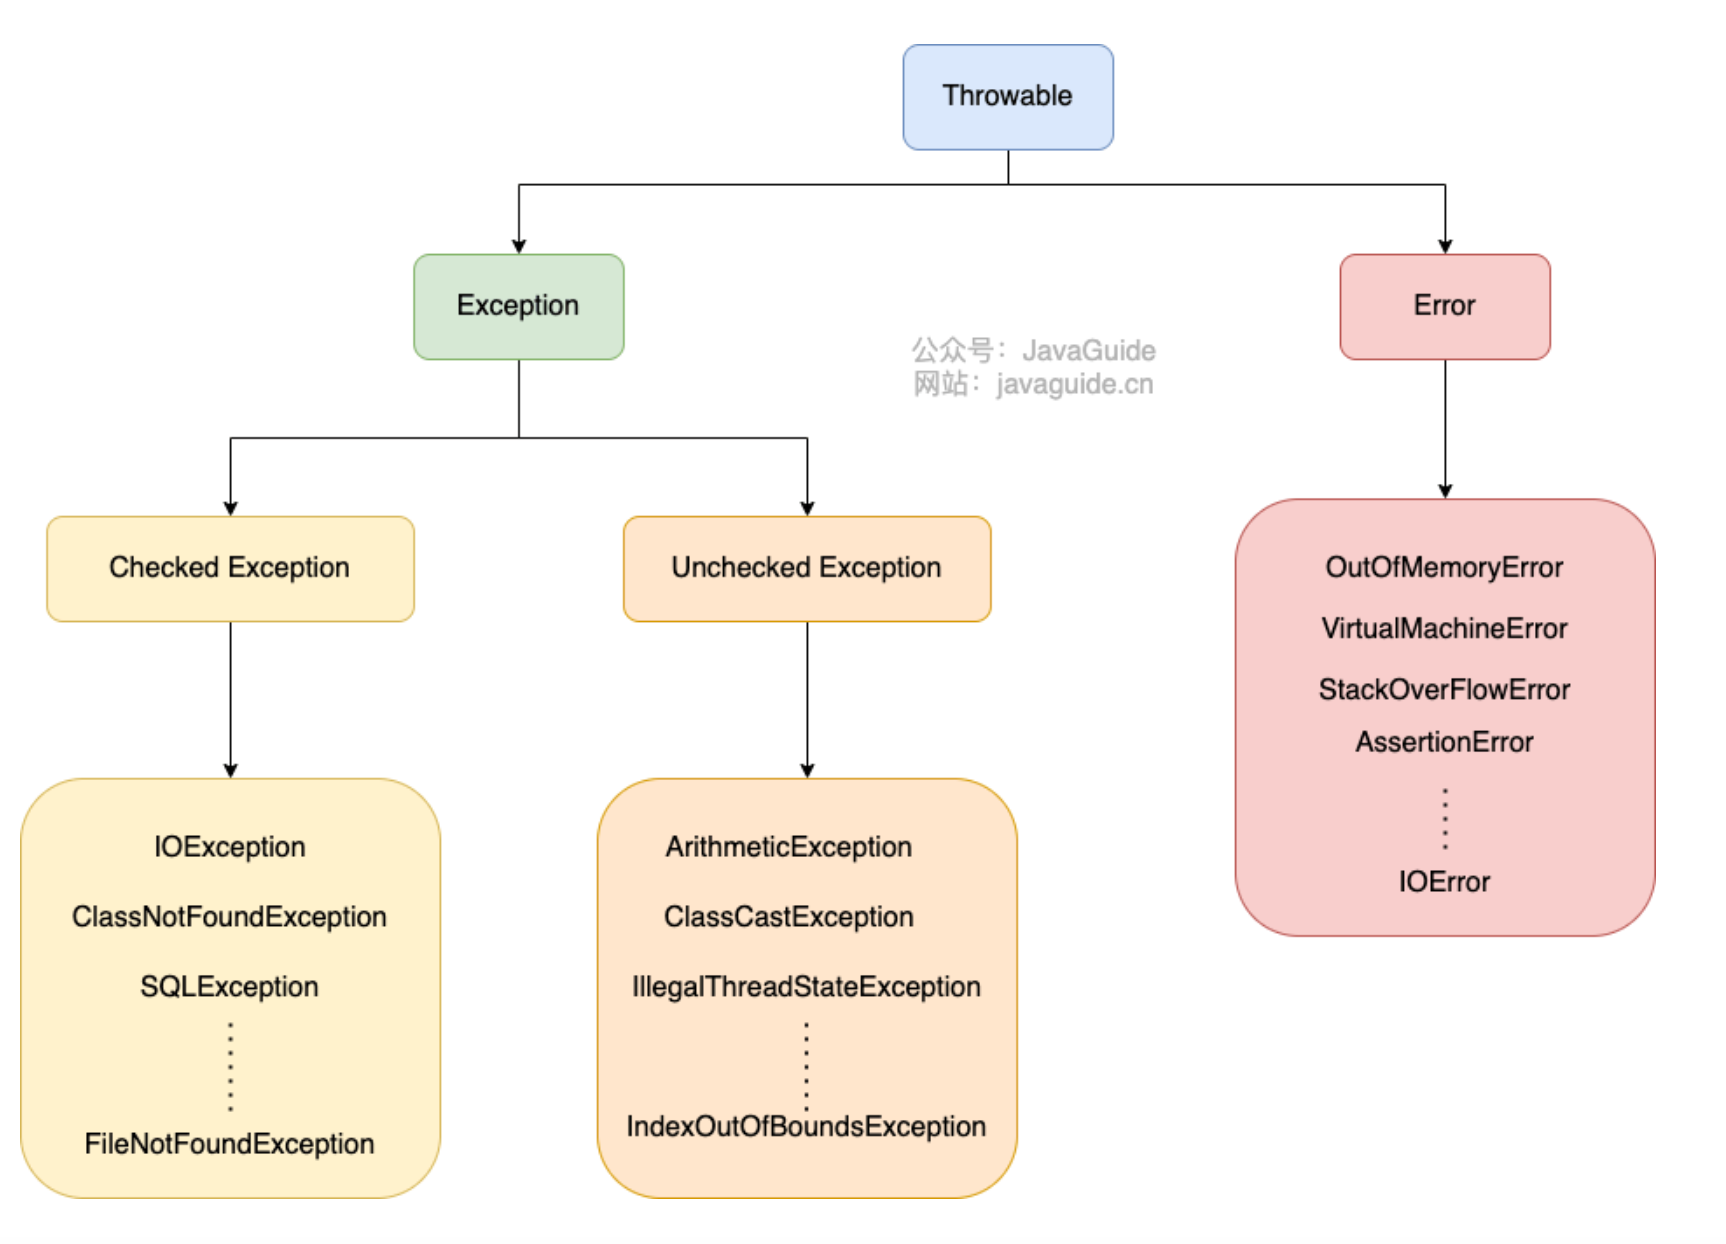 Throwable
Exception
Error
公众号：JavaGuide
网站：javaguide.cn
Checked Exception
Unchecked Exception
OutOfMemoryError
VirtualMachineError
StackOverFlowError
AssertionError
IOError
IOException
ClassNotFoundException
SQLException
FileNotFoundException
ArithmeticException
ClassCastException
IllegalThreadStateException
IndexOutOfBoundsException